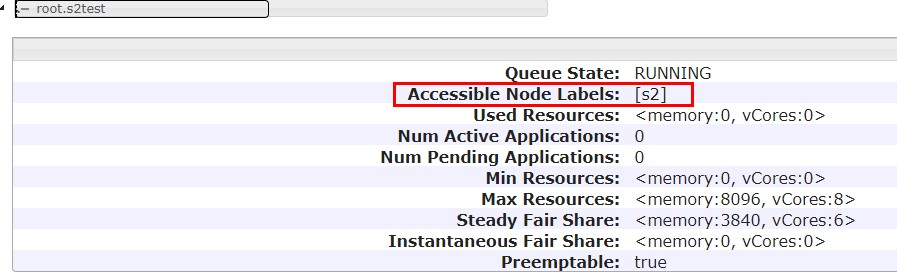 root.s2test
Queue State: RUNNING
Accessible Node Labels: [s2]
Used Resources: <memory:0, vCores:0>
Num Active Applications: 0
Num Pending Applications: 0
Min Resources: <memory:0, vCores:0>
Max Resources: <memory:8096, vCores:8>
Steady Fair Share: <memory:3840, vCores:6>
Instantaneous Fair Share: <memory:0, vCores:0>
Preemptable: true